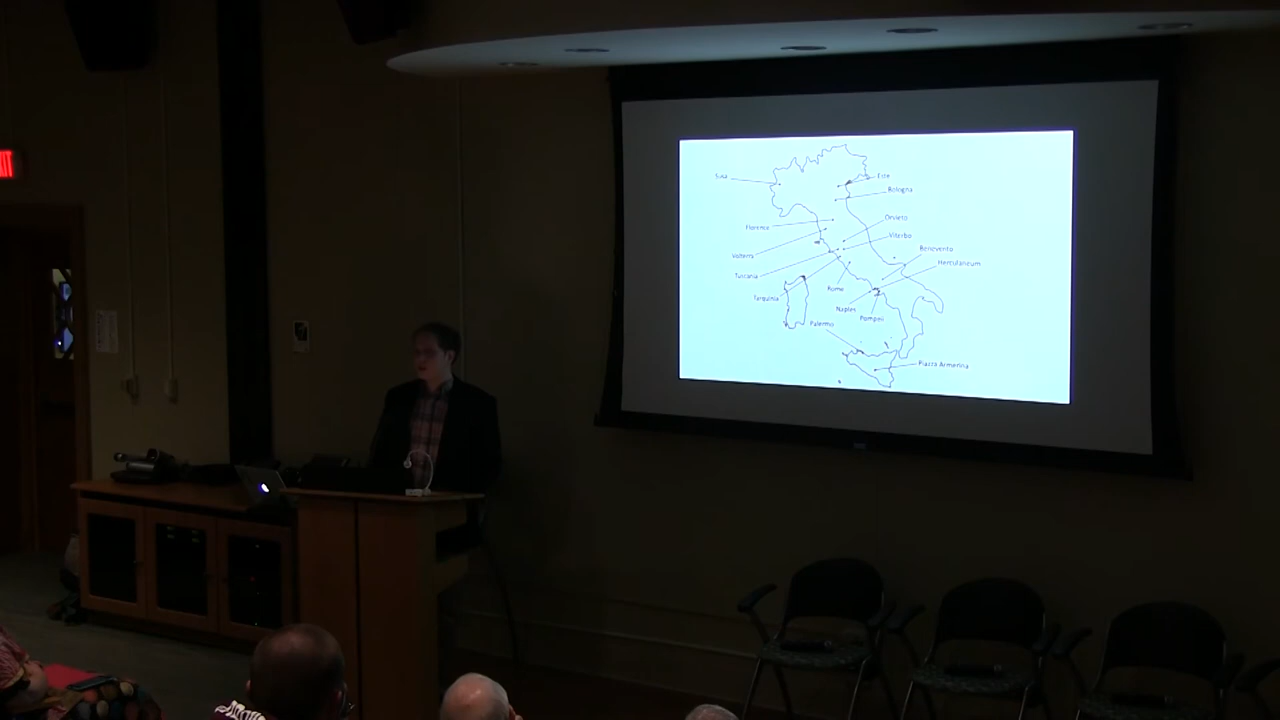 Susa
Este
Bologna
Orvieto
Florence
Viterbo
Benevento
Volterra
Herculaneum
Tuscania
Rome
Tarquinia
Naples
Pompeii
Palermo
Piazza Armerina